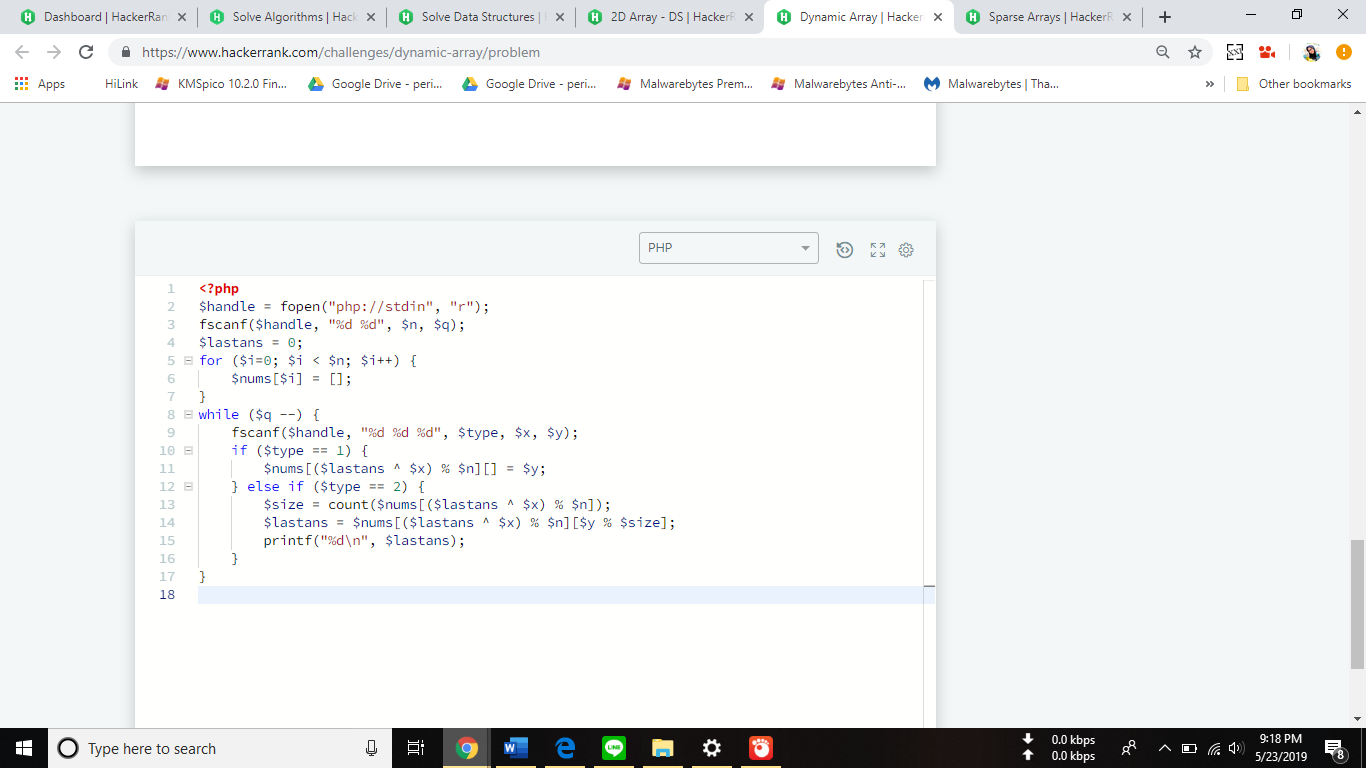 Dashboard | HackerRan
Solve Algorithms | Hack
Solve Data Structures |
2D Array - DS | HackerR
Dynamic Array | Hacker
Sparse Arrays | HackerR
https://www.hackerrank.com/challenges/dynamic-array/problem
Apps
HiLink
KMSpico 10.2.0 Fin...
Google Drive - peri...
Google Drive - peri...
Malwarebytes Prem...
Malwarebytes Anti-...
Malwarebytes | Tha...
»
Other bookmarks
PHP
1 <?php
2 $handle = fopen("php://stdin", "r");
3 fscanf($handle, "%d %d", $n, $q);
4 $lastans = 0;
5 for ($i=0; $i < $n; $i++) {
6 $nums[$i] = [];
7 }
8 while ($q --) {
9 fscanf($handle, "%d %d %d", $type, $x, $y);
10 if ($type == 1) {
11 $nums[($lastans ^ $x) % $n][] = $y;
12 } else if ($type == 2) {
13 $size = count($nums[($lastans ^ $x) % $n]);
14 $lastans = $nums[($lastans ^ $x) % $n][$y % $size];
15 printf("%d\n", $lastans);
16 }
17 }
18
Type here to search
0.0 kbps
0.0 kbps
9:18 PM
5/23/2019
8